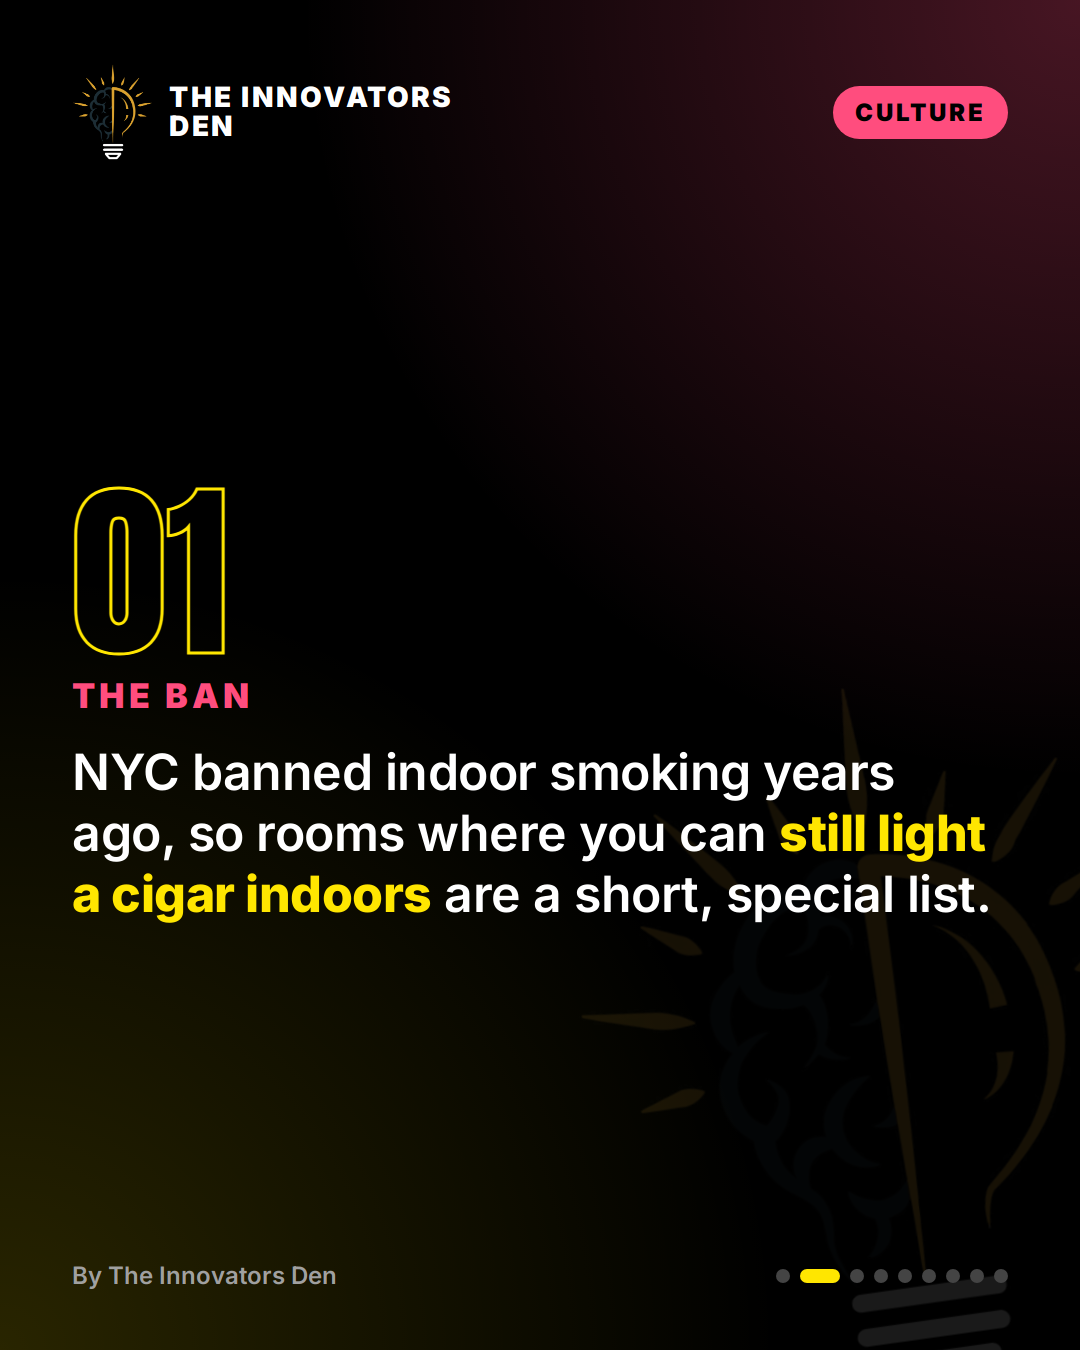 THE INNOVATORS
DEN
CULTURE
01
THE BAN
NYC banned indoor smoking years
ago, so rooms where you can still light
a cigar indoors are a short, special list.
By The Innovators Den